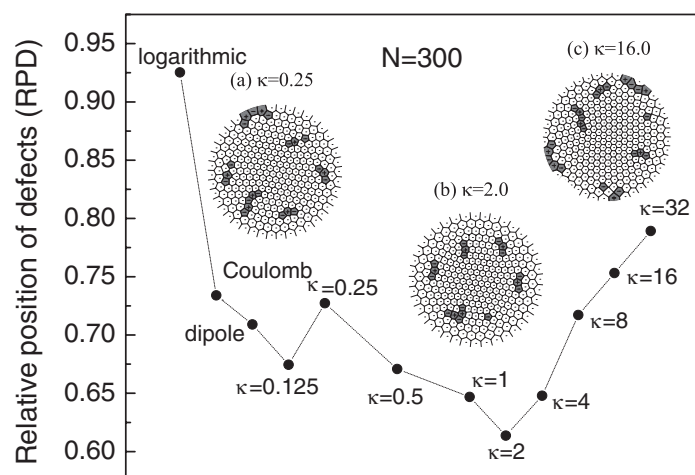 Relative position of defects (RPD)
0.95
0.90
0.85
0.80
0.75
0.70
0.65
0.60
N=300
logarithmic
(a) κ=0.25
(c) κ=16.0
(b) κ=2.0
κ=32
Coulomb
κ=0.25
κ=16
dipole
κ=8
κ=0.125
κ=0.5
κ=1
κ=4
κ=2